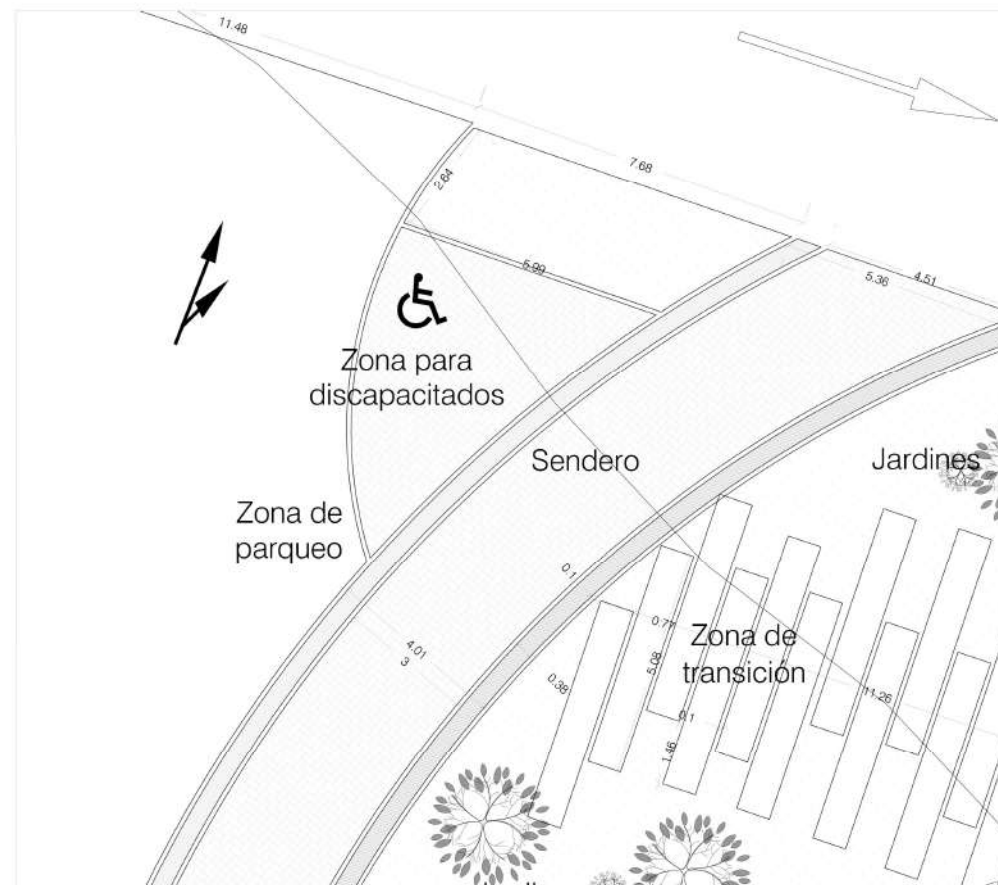 11.48
7.68
2.64
5.99
5.36
4.51
Zona para
discapacitados
Sendero
Jardines
Zona de
parqueo
0.1
0.77
Zona de
transición
4.01
3
5.08
0.38
11.26
0.1
1.46